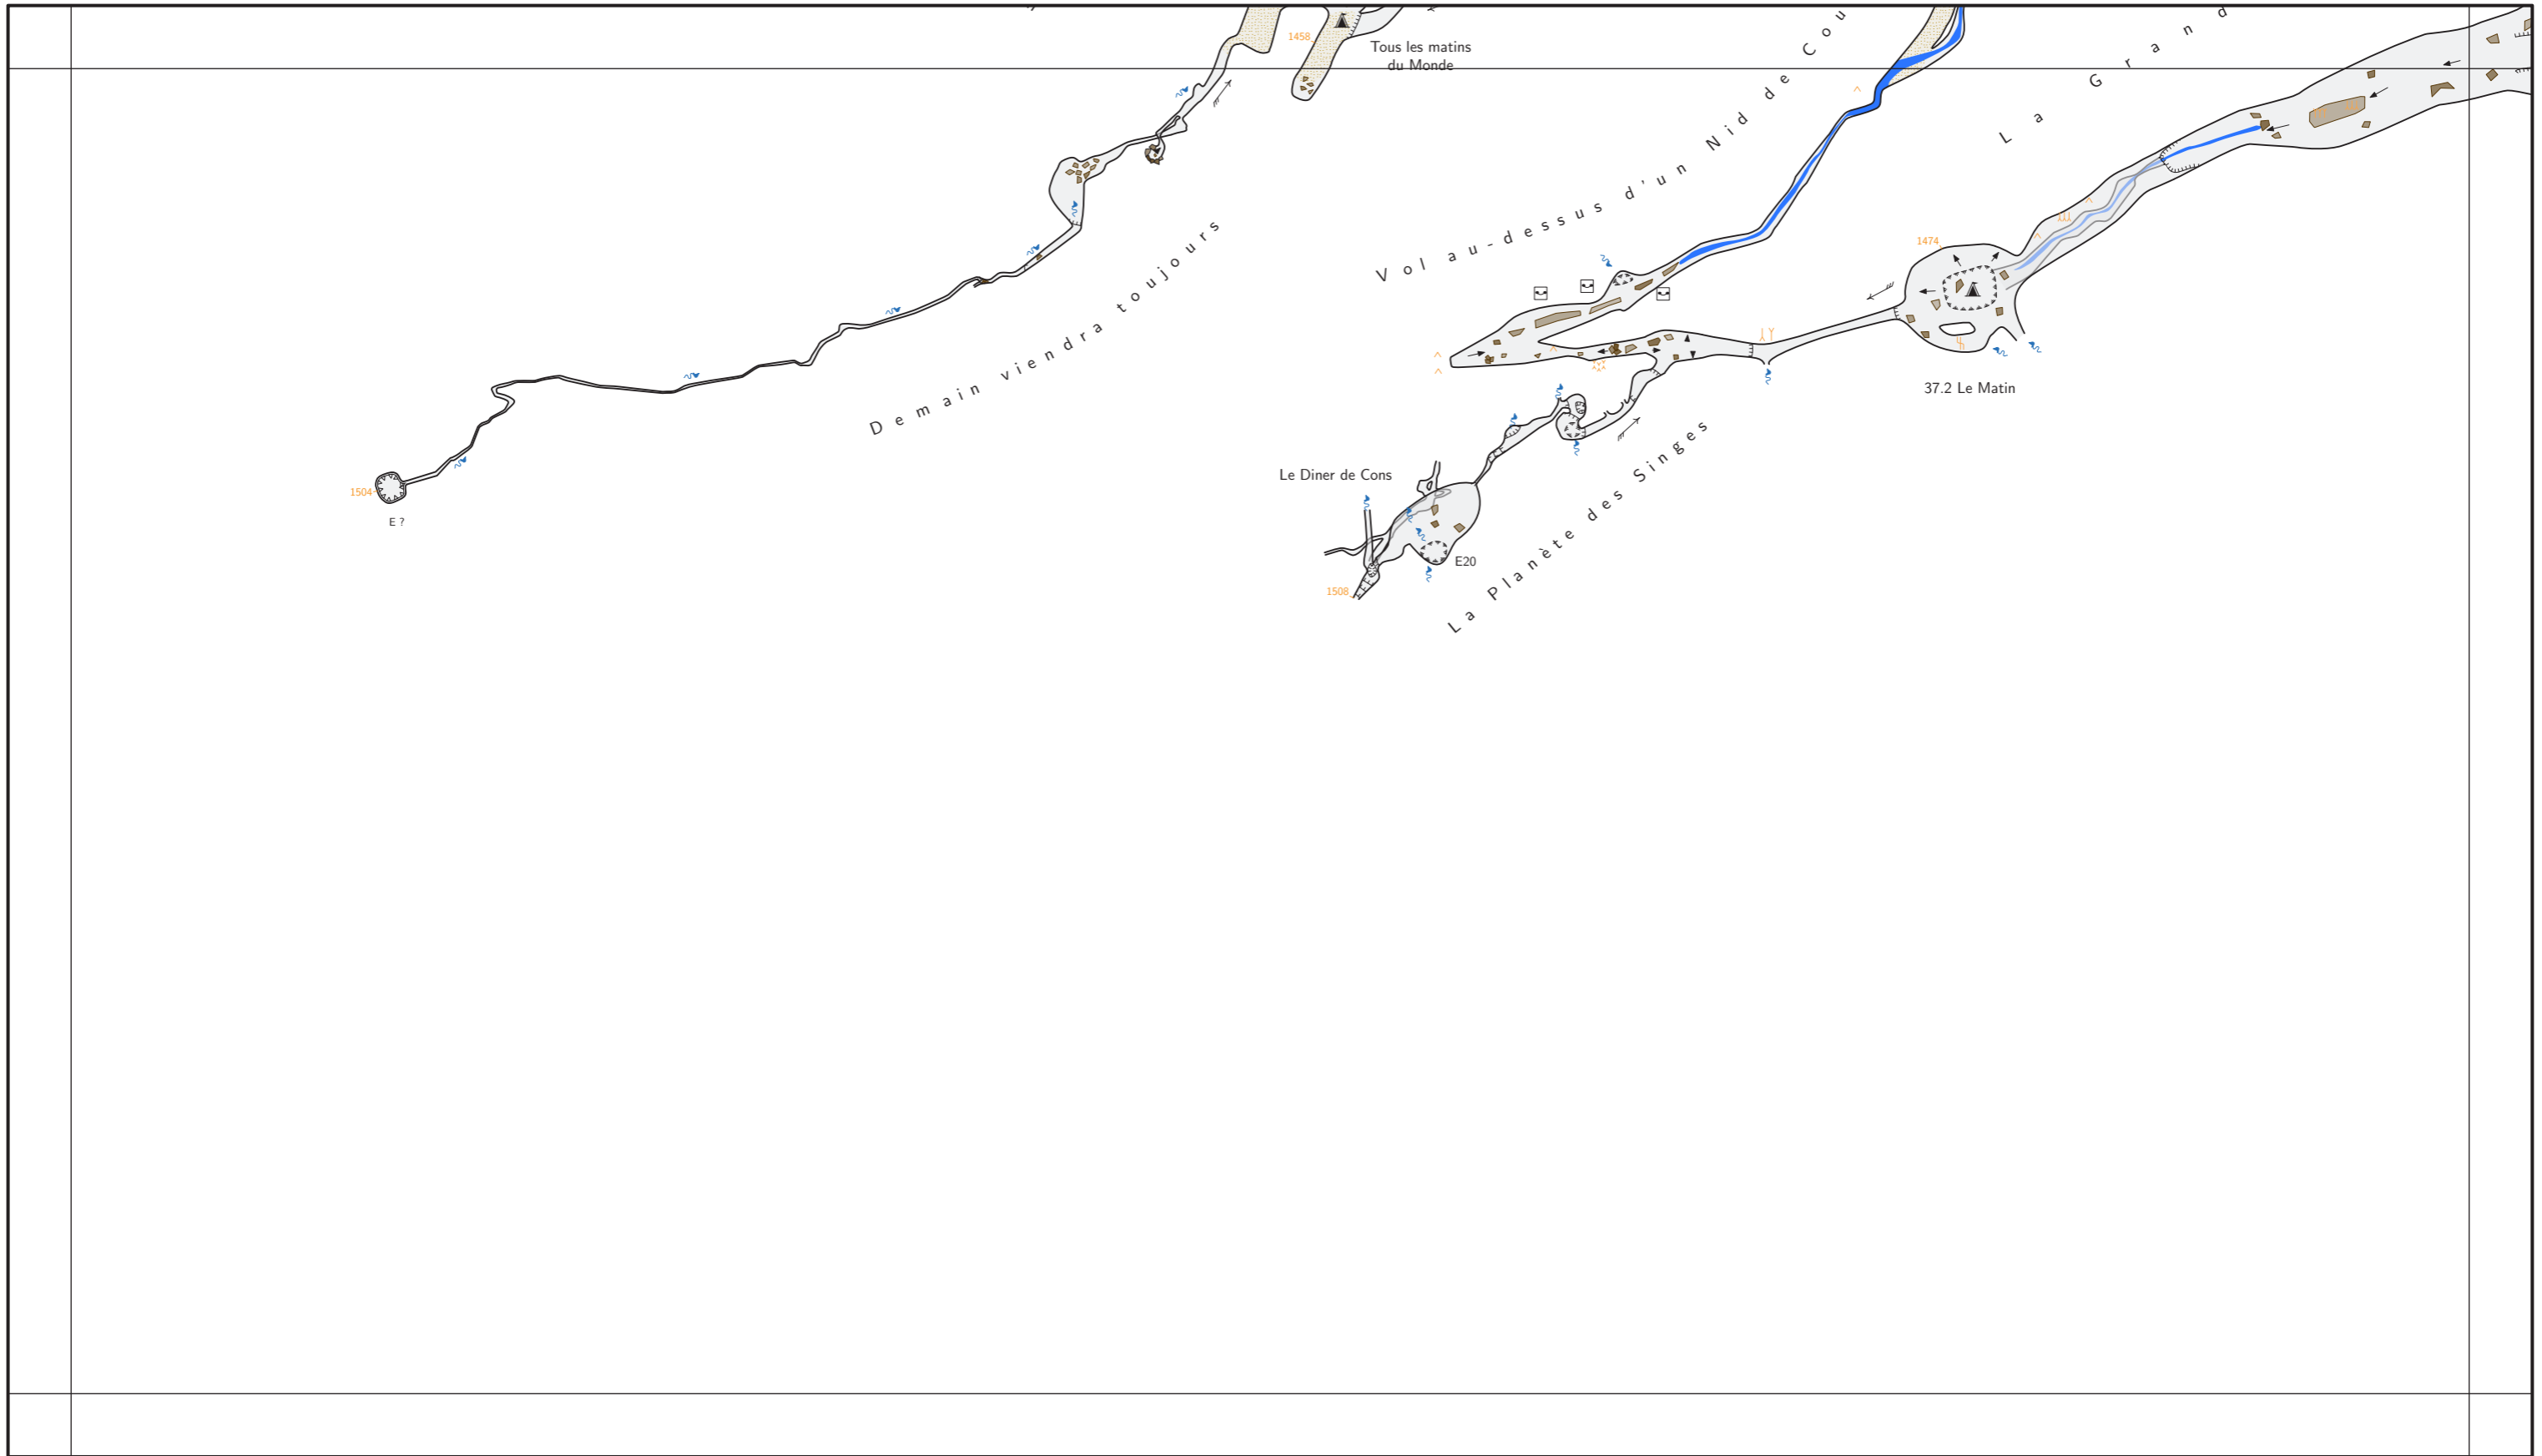 1458
Tous les matins
du Monde
Vol au-dessus d'un Nid de Cou
La Grand
1474
Demain viendra toujours
37.2 Le Matin
1504
E ?
Le Diner de Cons
E20
1508
La Planète des Singes